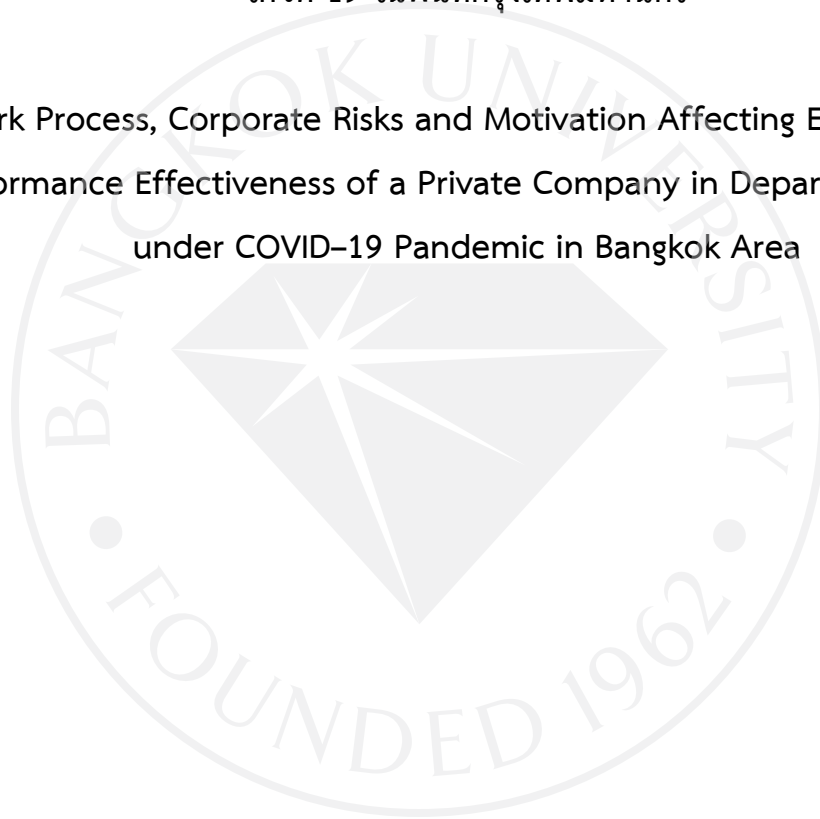 rk Process, Corporate Risks and Motivation Affecting E
ormance Effectiveness of a Private Company in Depar
under COVID–19 Pandemic in Bangkok Area
BANGKOK UNIVERSITY
FOUNDED 1962